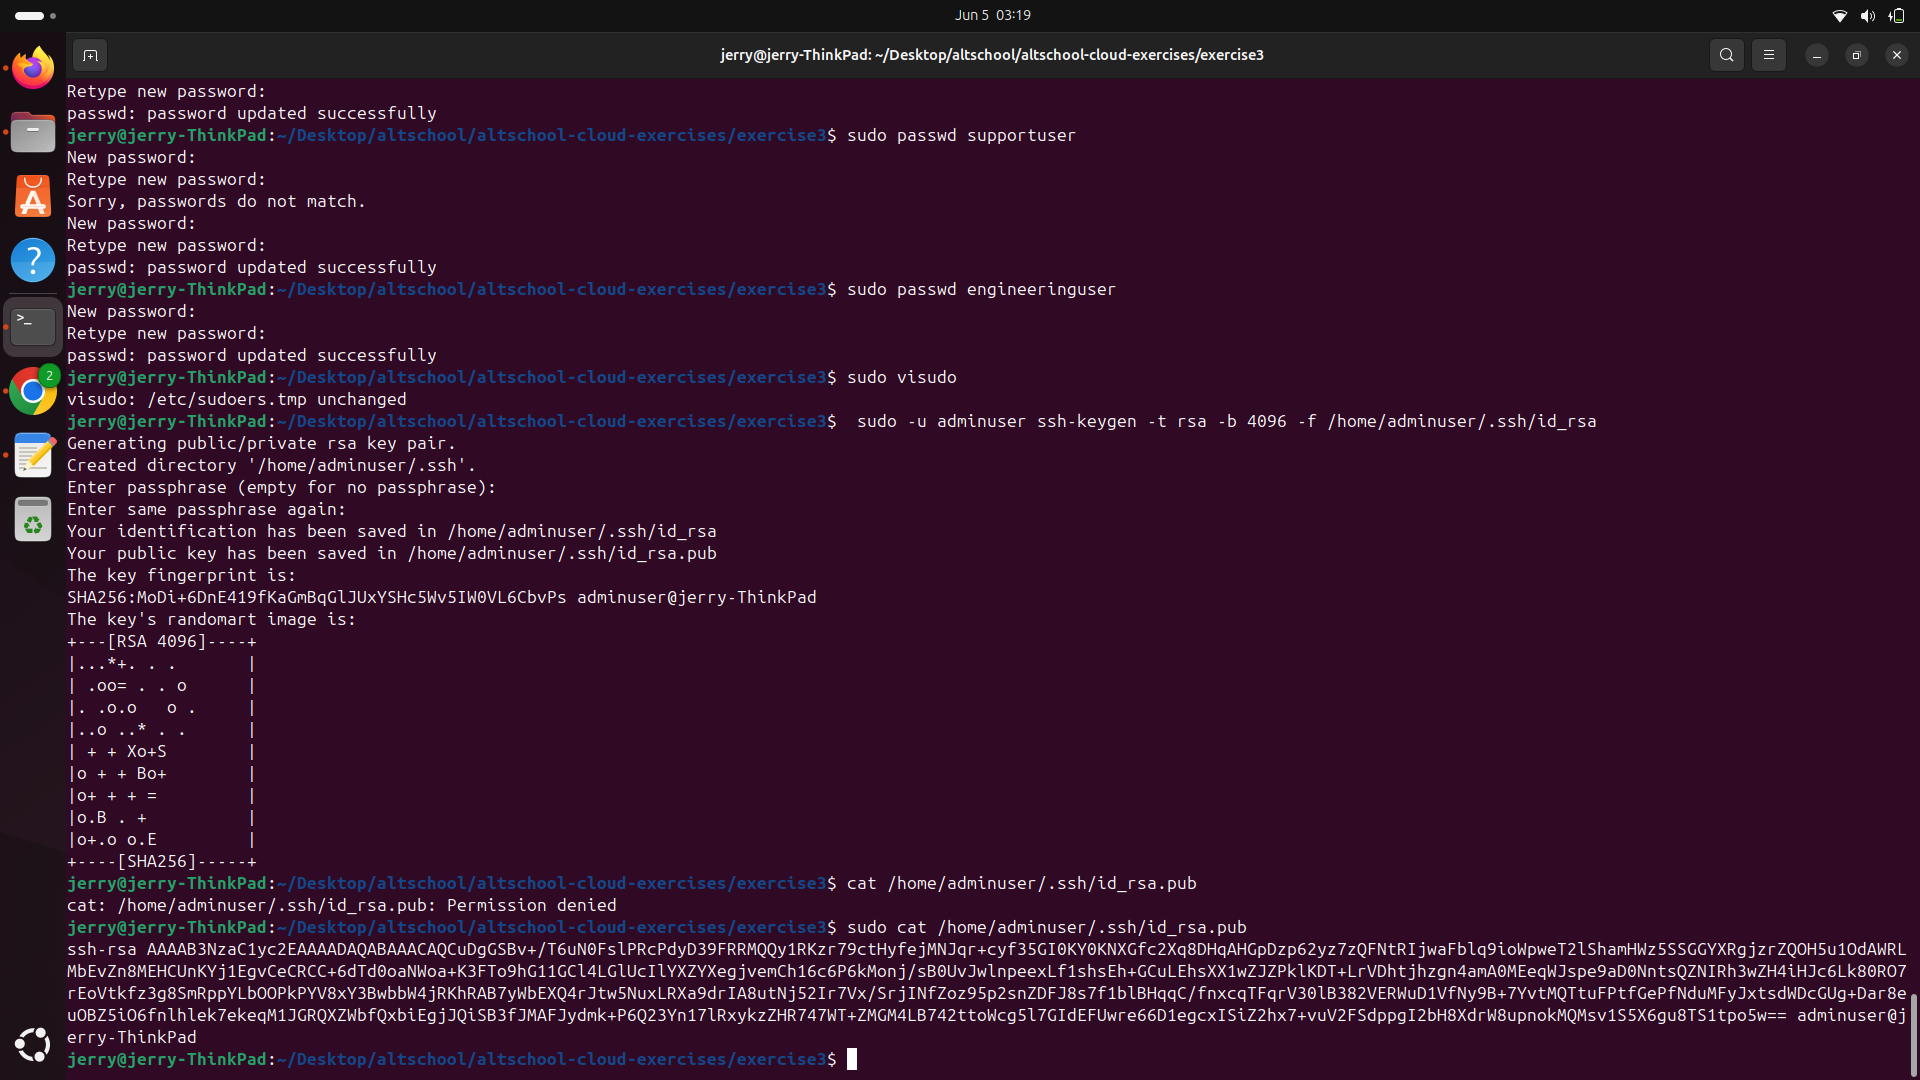 Jun 5 03:19
jerry@jerry-ThinkPad: ~/Desktop/altschool/altschool-cloud-exercises/exercise3
Retype new password:
passwd: password updated successfully
jerry@jerry-ThinkPad:~/Desktop/altschool/altschool-cloud-exercises/exercise3$ sudo passwd supportuser
New password:
Retype new password:
Sorry, passwords do not match.
New password:
Retype new password:
passwd: password updated successfully
jerry@jerry-ThinkPad:~/Desktop/altschool/altschool-cloud-exercises/exercise3$ sudo passwd engineeringuser
New password:
Retype new password:
passwd: password updated successfully
jerry@jerry-ThinkPad:~/Desktop/altschool/altschool-cloud-exercises/exercise3$ sudo visudo
visudo: /etc/sudoers.tmp unchanged
jerry@jerry-ThinkPad:~/Desktop/altschool/altschool-cloud-exercises/exercise3$  sudo -u adminuser ssh-keygen -t rsa -b 4096 -f /home/adminuser/.ssh/id_rsa
Generating public/private rsa key pair.
Created directory '/home/adminuser/.ssh'.
Enter passphrase (empty for no passphrase):
Enter same passphrase again:
Your identification has been saved in /home/adminuser/.ssh/id_rsa
Your public key has been saved in /home/adminuser/.ssh/id_rsa.pub
The key fingerprint is:
SHA256:MoDi+6DnE419fKaGmBqGlJUxYSHc5Wv5IW0VL6CbvPs adminuser@jerry-ThinkPad
The key's randomart image is:
+---[RSA 4096]----+
|...*+. . .       |
| .oo= . . o      |
|. .o.o   o .     |
|..o ..* . .      |
| + + Xo+S        |
|o + + Bo+        |
|o+ + + =         |
|o.B . +          |
|o+.o o.E         |
+----[SHA256]-----+
jerry@jerry-ThinkPad:~/Desktop/altschool/altschool-cloud-exercises/exercise3$ cat /home/adminuser/.ssh/id_rsa.pub
cat: /home/adminuser/.ssh/id_rsa.pub: Permission denied
jerry@jerry-ThinkPad:~/Desktop/altschool/altschool-cloud-exercises/exercise3$ sudo cat /home/adminuser/.ssh/id_rsa.pub
ssh-rsa AAAAB3NzaC1yc2EAAAADAQABAAACAQCuDgGSBv+/T6uN0FslPRcPdyD39FRRMQQy1RKzr79ctHyfejMNJqr+cyf35GI0KY0KNXGfc2Xq8DHqAHGpDzp62yz7zQFNtRIjwaFblq9ioWpweT2lShamHWz5SSGGYXRgjzrZQOH5u1OdAWRL
MbEvZn8MEHCUnKYj1EgvCeCRCC+6dTd0oaNWoa+K3FTo9hG11GCl4LGlUcIlYXZYXegjvemCh16c6P6kMonj/sB0UvJwlnpeexLf1shsEh+GCuLEhsXX1wZJZPklKDT+LrVDhtjhzgn4amA0MEeqWJspe9aD0NntsQZNIRh3wZH4iHJc6Lk80RO7
rEoVtkfz3g8SmRppYLbOOPkPYV8xY3BwbbW4jRKhRAB7yWbEXQ4rJtw5NuxLRXa9drIA8utNj52Ir7Vx/SrjINfZoz95p2snZDFJ8s7f1blBHqqC/fnxcqTFqrV30lB382VERWuD1VfNy9B+7YvtMQTtuFPtfGePfNduMFyJxtsdWDcGUg+Dar8e
uOBZ5iO6fnlhlek7ekeqM1JGRQXZWbfQxbiEgjJQiSB3fJMAFJydmk+P6Q23Yn17lRxykzZHR747WT+ZMGM4LB742ttoWcg5l7GIdEFUwre66D1egcxISiZ2hx7+vuV2FSdppgI2bH8XdrW8upnokMQMsv1S5X6gu8TS1tpo5w== adminuser@j
erry-ThinkPad
jerry@jerry-ThinkPad:~/Desktop/altschool/altschool-cloud-exercises/exercise3$
2